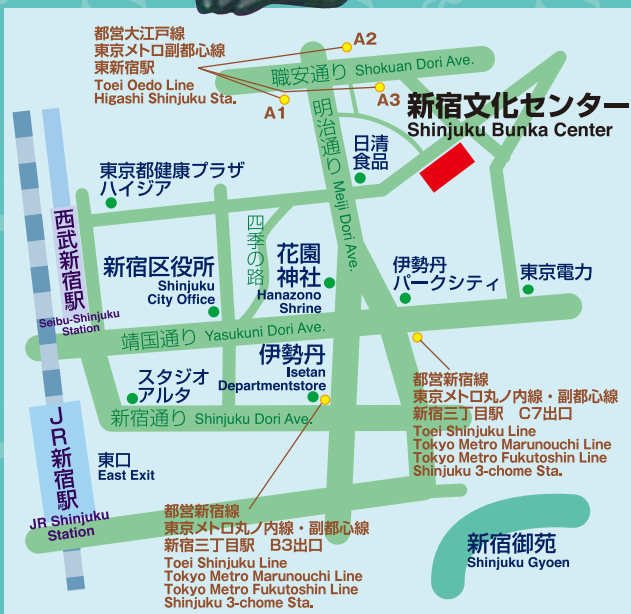 都営大江戸線
東京メトロ副都心線
東新宿駅
Toei Oedo Line
Higashi Shinjuku Sta.
A2
A1
A3
職安通り Shokuan Dori Ave.
明治通り Meiji Dori Ave.
新宿文化センター
Shinjuku Bunka Center
日清
食品
東京都健康プラザ
ハイジア
西武新宿駅
Seibu-Shinjuku
Station
四季の路
新宿区役所
Shinjuku
City Office
花園
神社
Hanazono
Shrine
伊勢丹
パークシティ
東京電力
靖国通り Yasukuni Dori Ave.
伊勢丹
Isetan
Departmentstore
スタジオ
アルタ
新宿通り Shinjuku Dori Ave.
都営新宿線
東京メトロ丸ノ内線・副都心線
新宿三丁目駅 C7出口
Toei Shinjuku Line
Tokyo Metro Marunouchi Line
Tokyo Metro Fukutoshin Line
Shinjuku 3-chome Sta.
JR新宿駅
JR Shinjuku
Station
東口
East Exit
都営新宿線
東京メトロ丸ノ内線・副都心線
新宿三丁目駅 B3出口
Toei Shinjuku Line
Tokyo Metro Marunouchi Line
Tokyo Metro Fukutoshin Line
Shinjuku 3-chome Sta.
新宿御苑
Shinjuku Gyoen